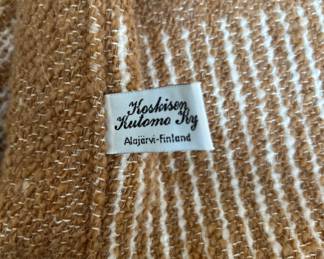 Koskisen
Kutomo Ky
Alajärvi-Finland